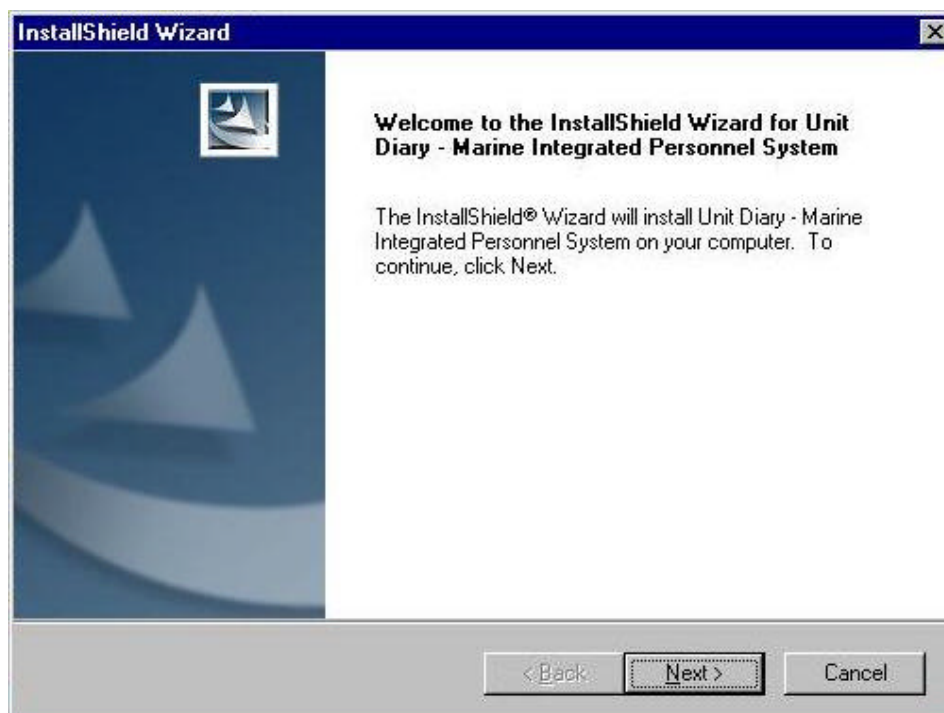 InstallShield Wizard
Welcome to the InstallShield Wizard for Unit
Diary - Marine Integrated Personnel System
The InstallShield® Wizard will install Unit Diary - Marine
Integrated Personnel System on your computer.  To
continue, click Next.
< Back
Next >
Cancel